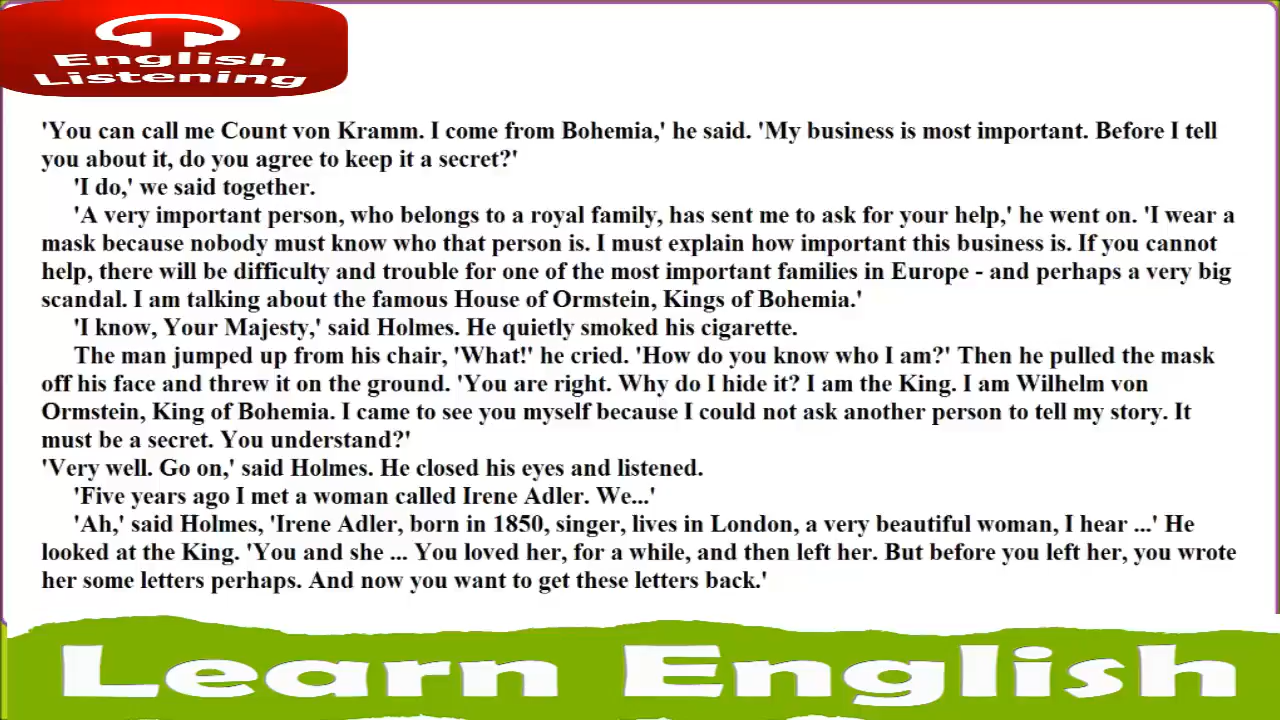 English
Listening
'You can call me Count von Kramm. I come from Bohemia,' he said. 'My business is most important. Before I tell
you about it, do you agree to keep it a secret?'
'I do,' we said together.
'A very important person, who belongs to a royal family, has sent me to ask for your help,' he went on. 'I wear a
mask because nobody must know who that person is. I must explain how important this business is. If you cannot
help, there will be difficulty and trouble for one of the most important families in Europe - and perhaps a very big
scandal. I am talking about the famous House of Ormstein, Kings of Bohemia.'
'I know, Your Majesty,' said Holmes. He quietly smoked his cigarette.
The man jumped up from his chair, 'What!' he cried. 'How do you know who I am?' Then he pulled the mask
off his face and threw it on the ground. 'You are right. Why do I hide it? I am the King. I am Wilhelm von
Ormstein, King of Bohemia. I came to see you myself because I could not ask another person to tell my story. It
must be a secret. You understand?'
'Very well. Go on,' said Holmes. He closed his eyes and listened.
'Five years ago I met a woman called Irene Adler. We...'
'Ah,' said Holmes, 'Irene Adler, born in 1850, singer, lives in London, a very beautiful woman, I hear ...' He
looked at the King. 'You and she ... You loved her, for a while, and then left her. But before you left her, you wrote
her some letters perhaps. And now you want to get these letters back.'
Learn English